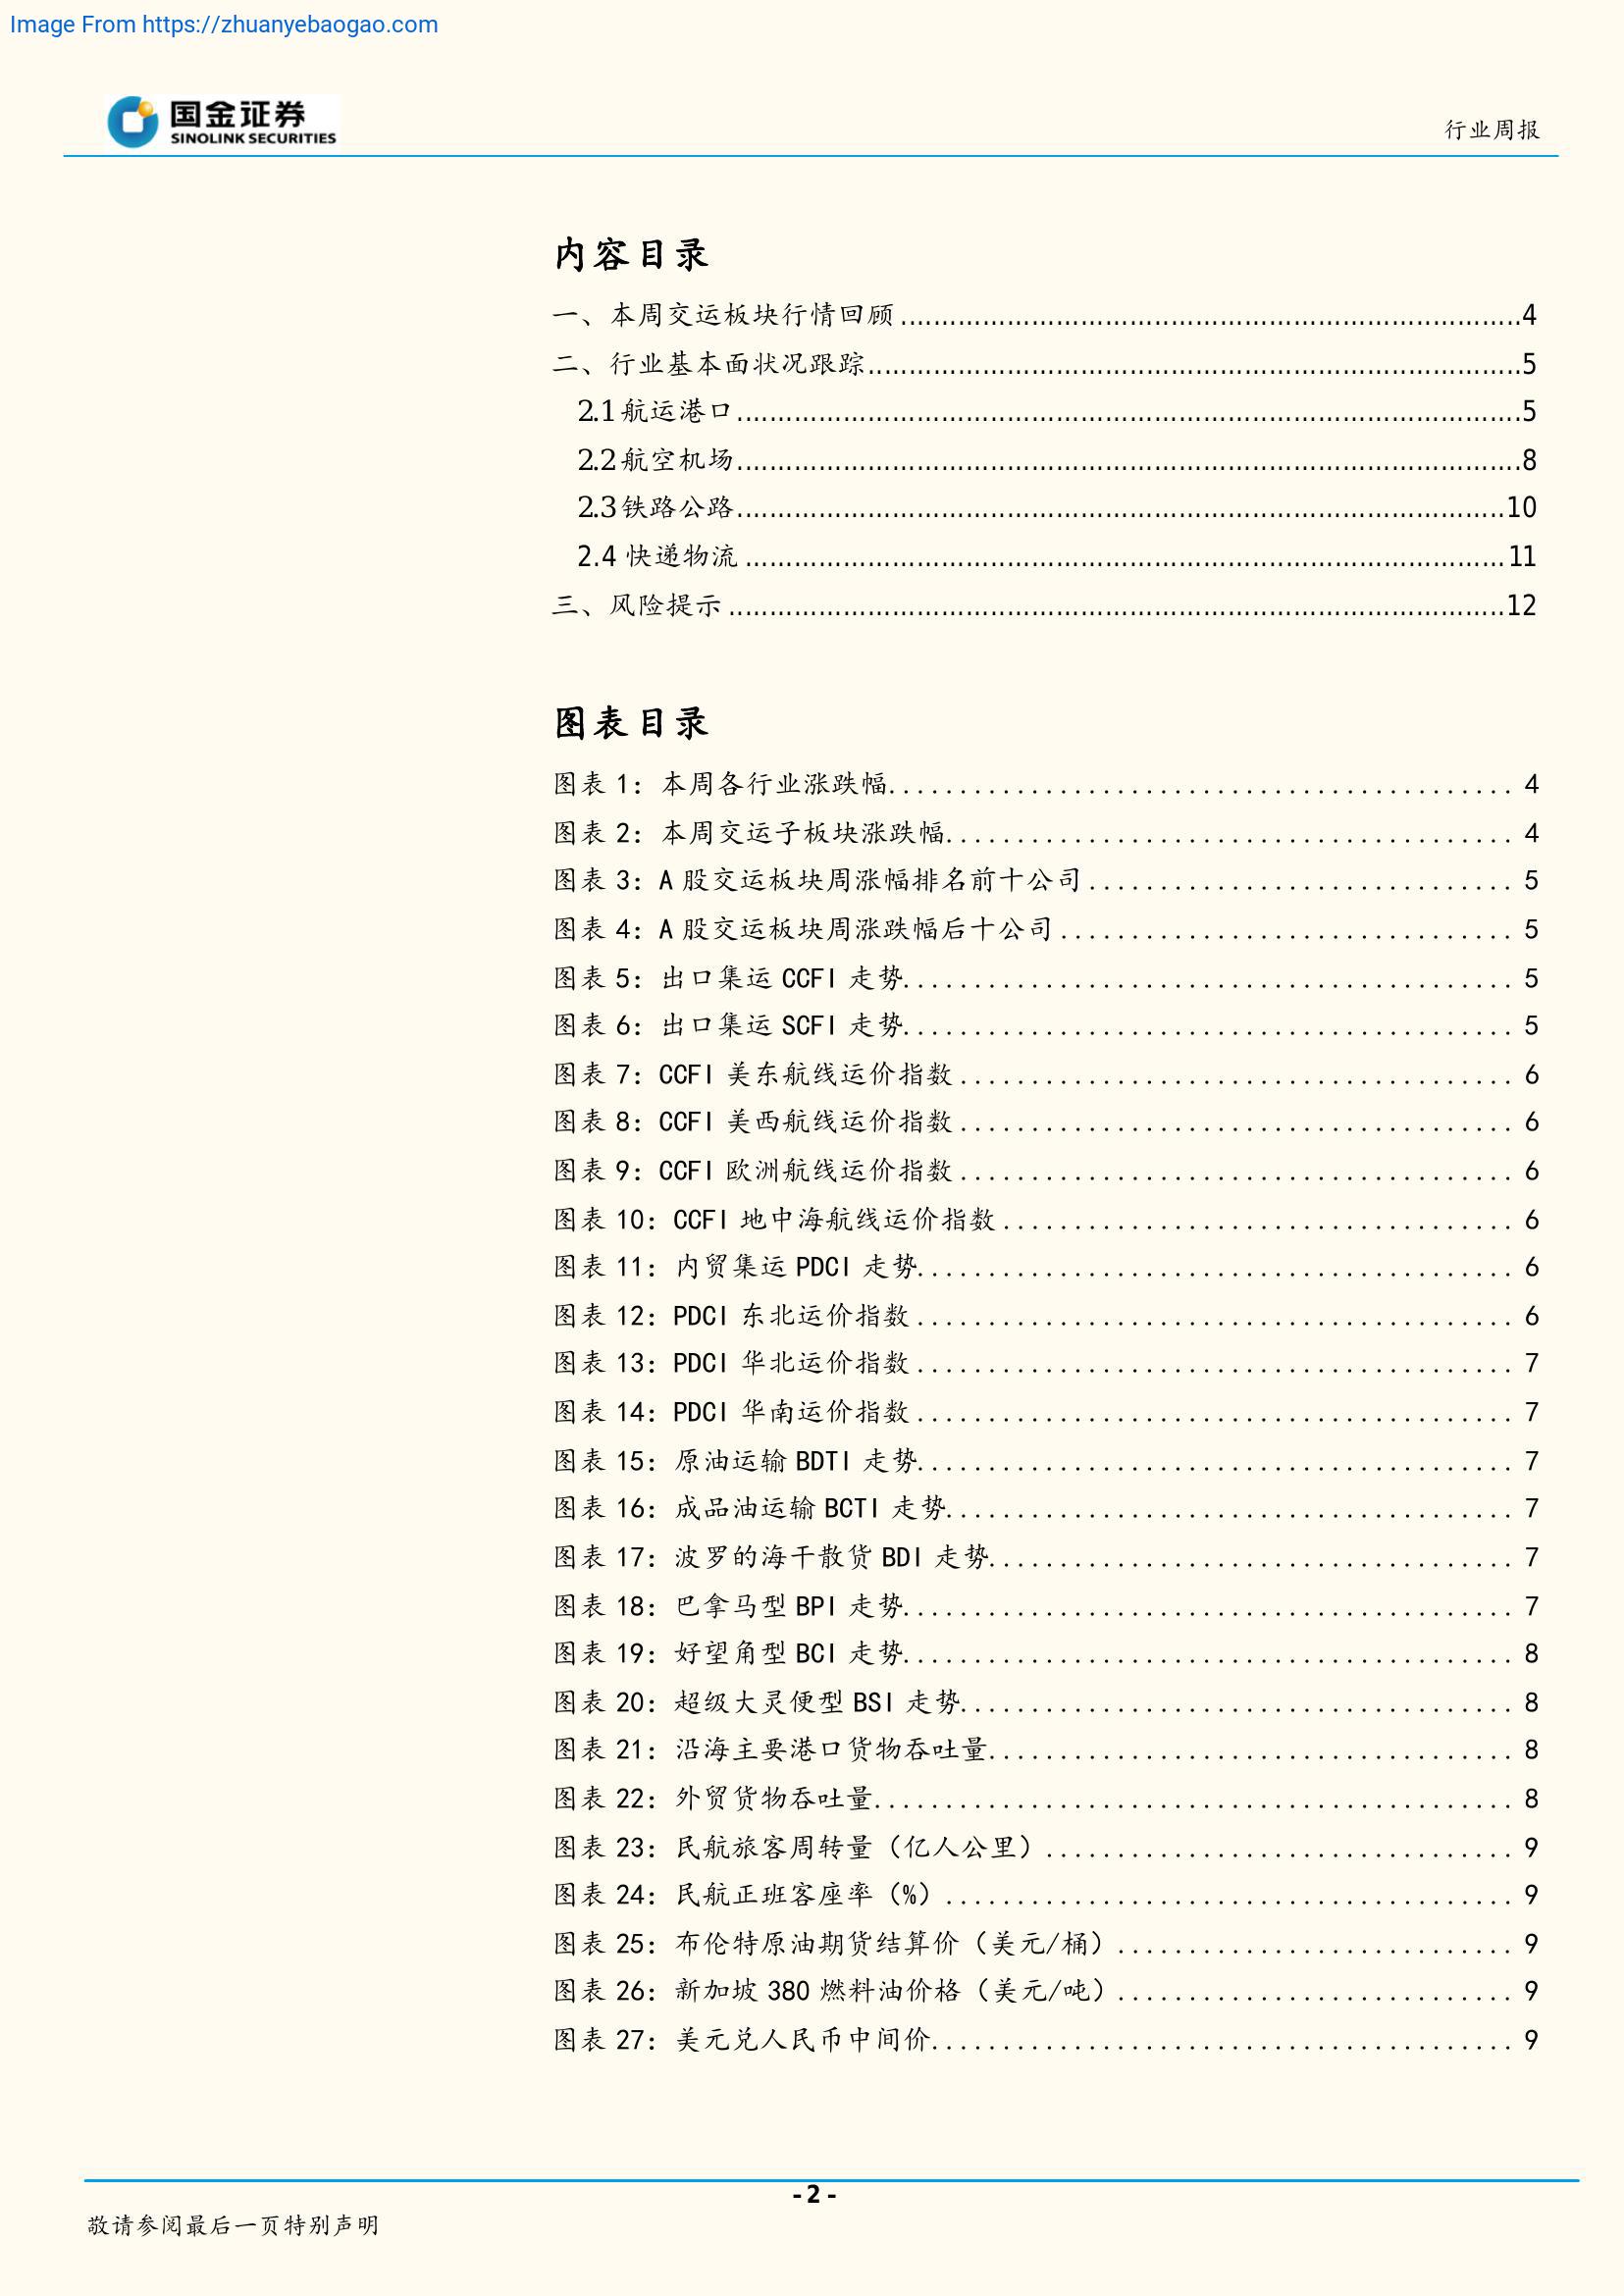 Image From https://zhuanyebaogao.com
国金证券
SINOLINK SECURITIES
行业周报
内容目录
一、本周交运板块行情回顾....................4
二、行业基本面状况跟踪....................5
2.1航运港口....................5
2.2航空机场....................8
2.3铁路公路....................10
2.4 快递物流....................11
三、风险提示....................12
图表目录
图表 1：本周各行业涨跌幅.................... 4
图表 2：本周交运子板块涨跌幅.................... 4
图表 3：A 股交运板块周涨幅排名前十公司.................... 5
图表 4：A 股交运板块周涨跌幅后十公司.................... 5
图表 5：出口集运 CCFI 走势.................... 5
图表 6：出口集运 SCFI 走势.................... 5
图表 7：CCFI 美东航线运价指数.................... 6
图表 8：CCFI 美西航线运价指数.................... 6
图表 9：CCFI 欧洲航线运价指数.................... 6
图表 10：CCFI 地中海航线运价指数.................... 6
图表 11：内贸集运 PDCI 走势.................... 6
图表 12：PDCI 东北运价指数.................... 6
图表 13：PDCI 华北运价指数.................... 7
图表 14：PDCI 华南运价指数.................... 7
图表 15：原油运输 BDTI 走势.................... 7
图表 16：成品油运输 BCTI 走势.................... 7
图表 17：波罗的海干散货 BDI 走势.................... 7
图表 18：巴拿马型 BPI 走势.................... 7
图表 19：好望角型 BCI 走势.................... 8
图表 20：超级大灵便型 BSI 走势.................... 8
图表 21：沿海主要港口货物吞吐量.................... 8
图表 22：外贸货物吞吐量.................... 8
图表 23：民航旅客周转量（亿人公里）.................... 9
图表 24：民航正班客座率（%）.................... 9
图表 25：布伦特原油期货结算价（美元/桶）.................... 9
图表 26：新加坡 380 燃料油价格（美元/吨）.................... 9
图表 27：美元兑人民币中间价.................... 9
- 2 -
敬请参阅最后一页特别声明